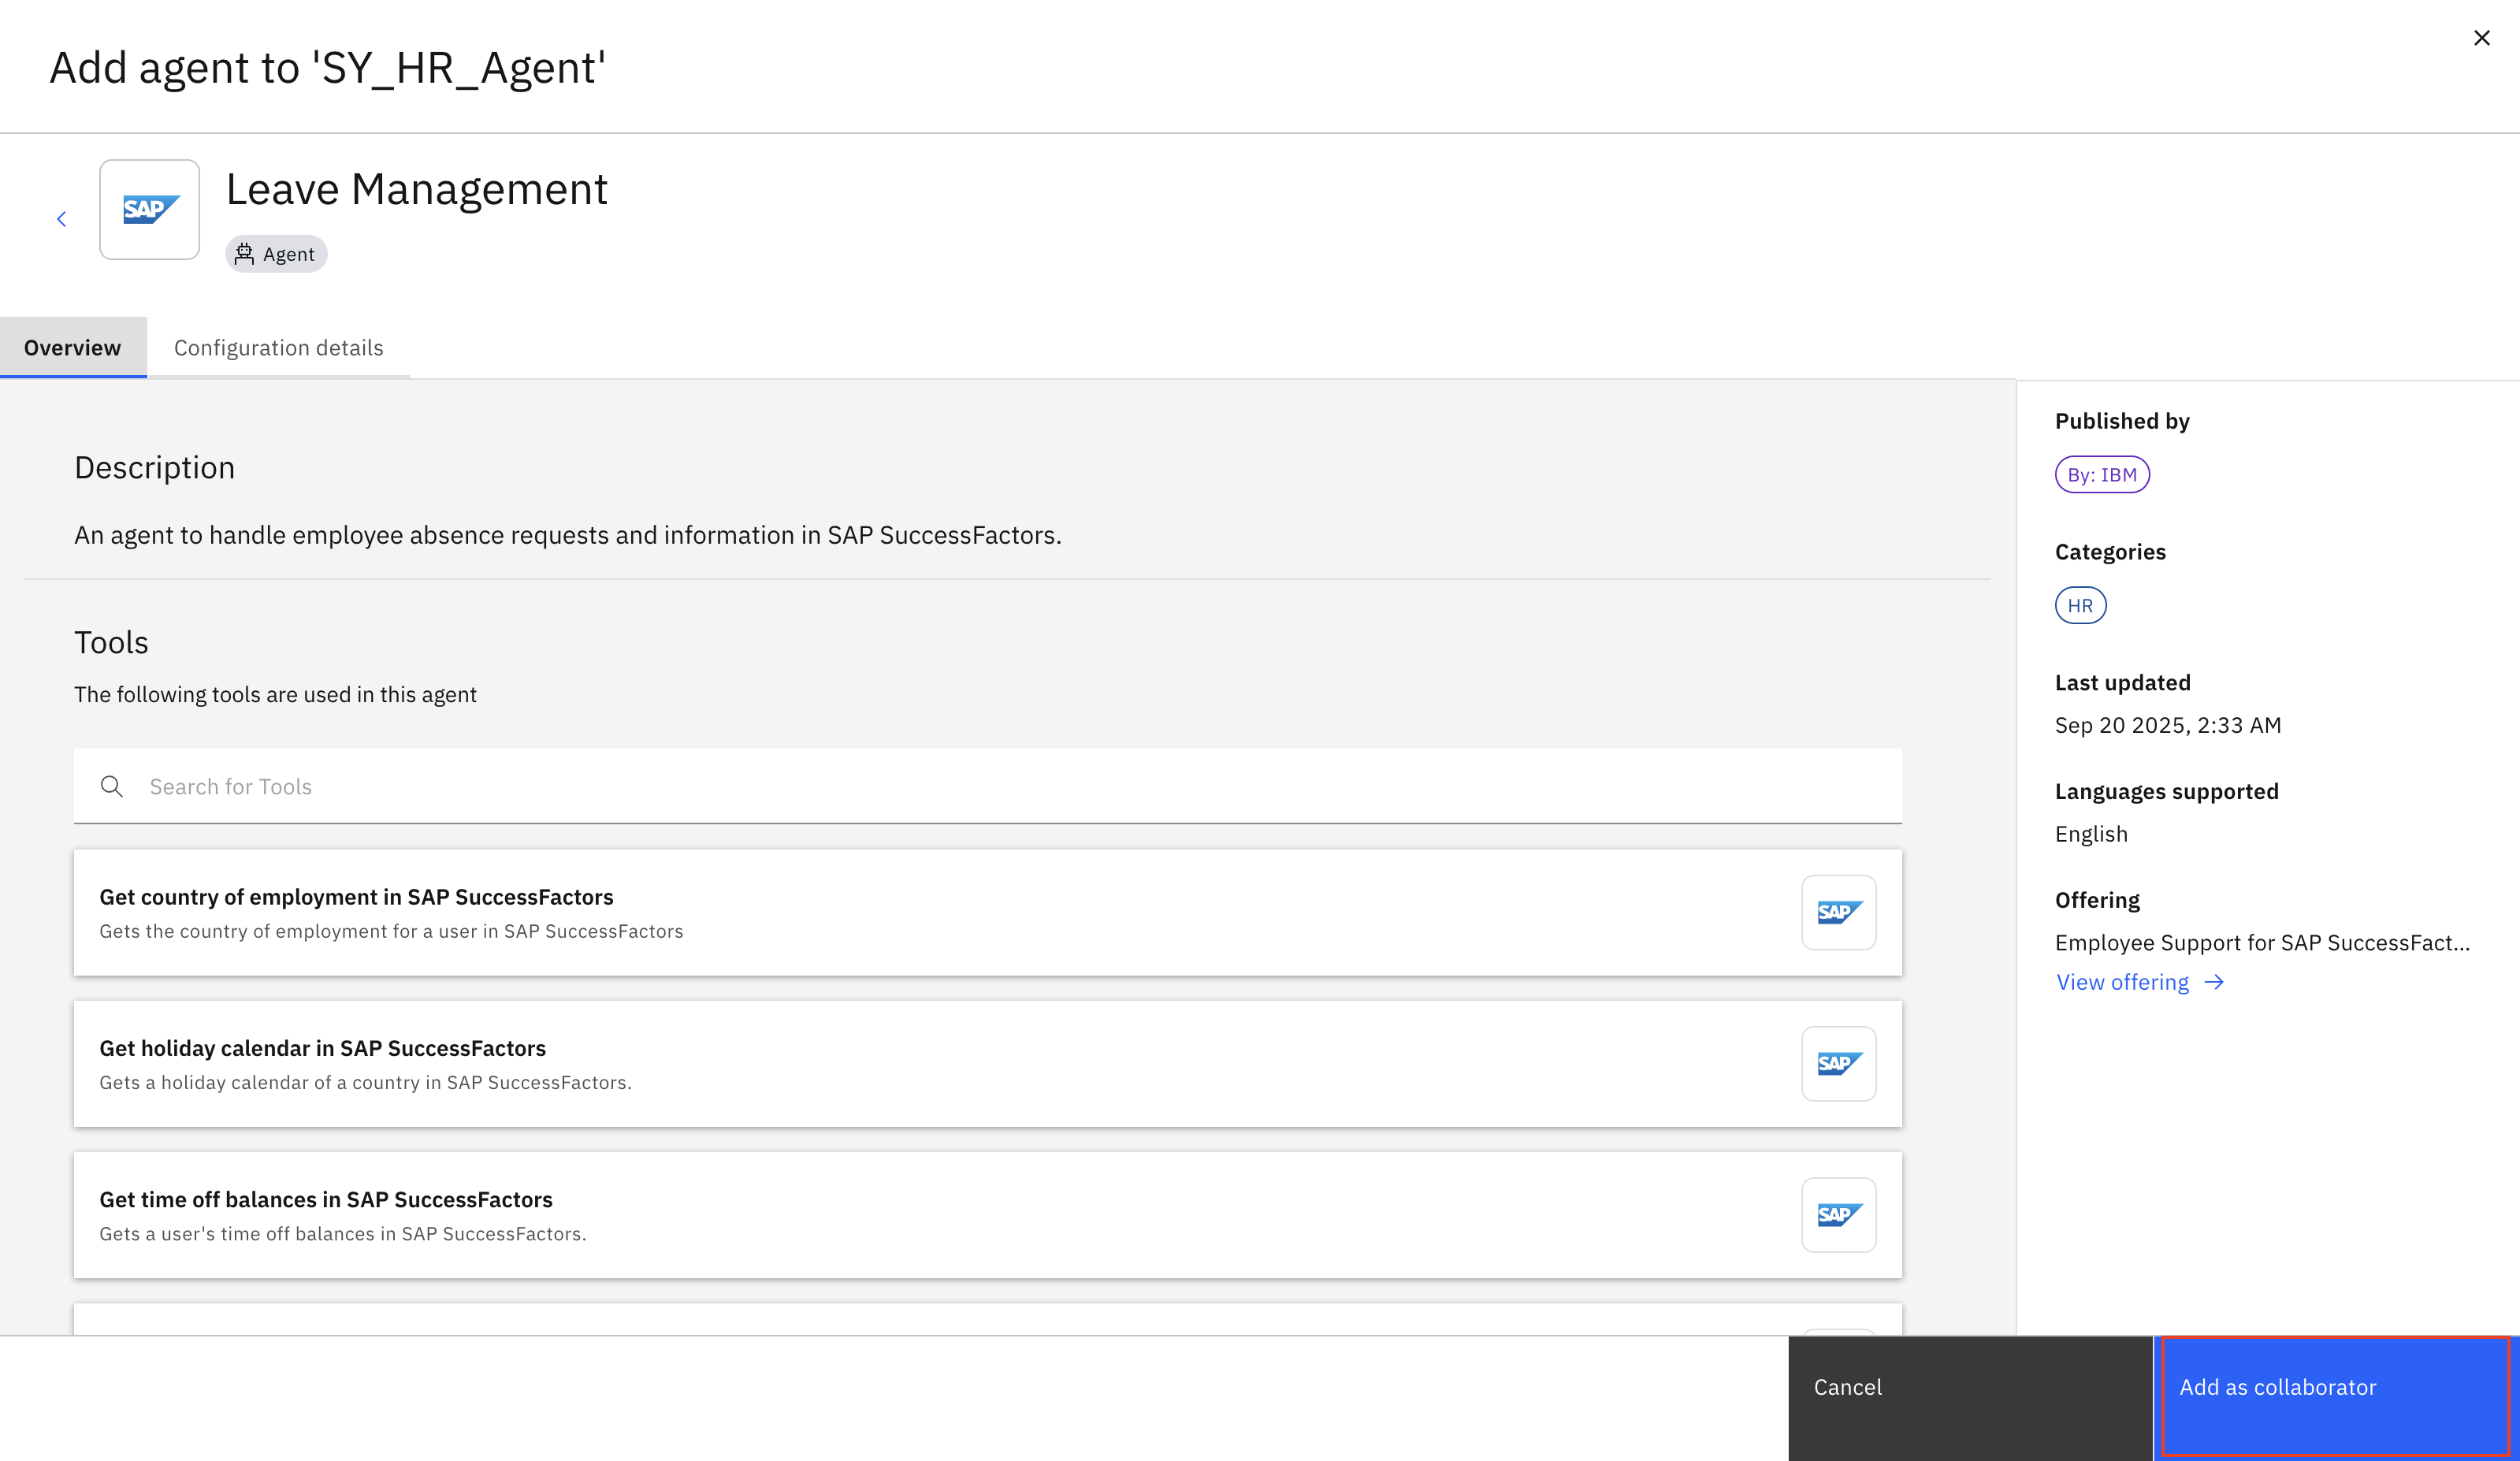 Add agent to 'SY_HR_Agent'
SAP
Leave Management
Agent
Overview
Configuration details
Description
An agent to handle employee absence requests and information in SAP SuccessFactors.
Tools
The following tools are used in this agent
Search for Tools
Get country of employment in SAP SuccessFactors
Gets the country of employment for a user in SAP SuccessFactors
SAP
Get holiday calendar in SAP SuccessFactors
Gets a holiday calendar of a country in SAP SuccessFactors.
SAP
Get time off balances in SAP SuccessFactors
Gets a user's time off balances in SAP SuccessFactors.
SAP
Published by
By: IBM
Categories
HR
Last updated
Sep 20 2025, 2:33 AM
Languages supported
English
Offering
Employee Support for SAP SuccessFact...
View offering
Cancel
Add as collaborator